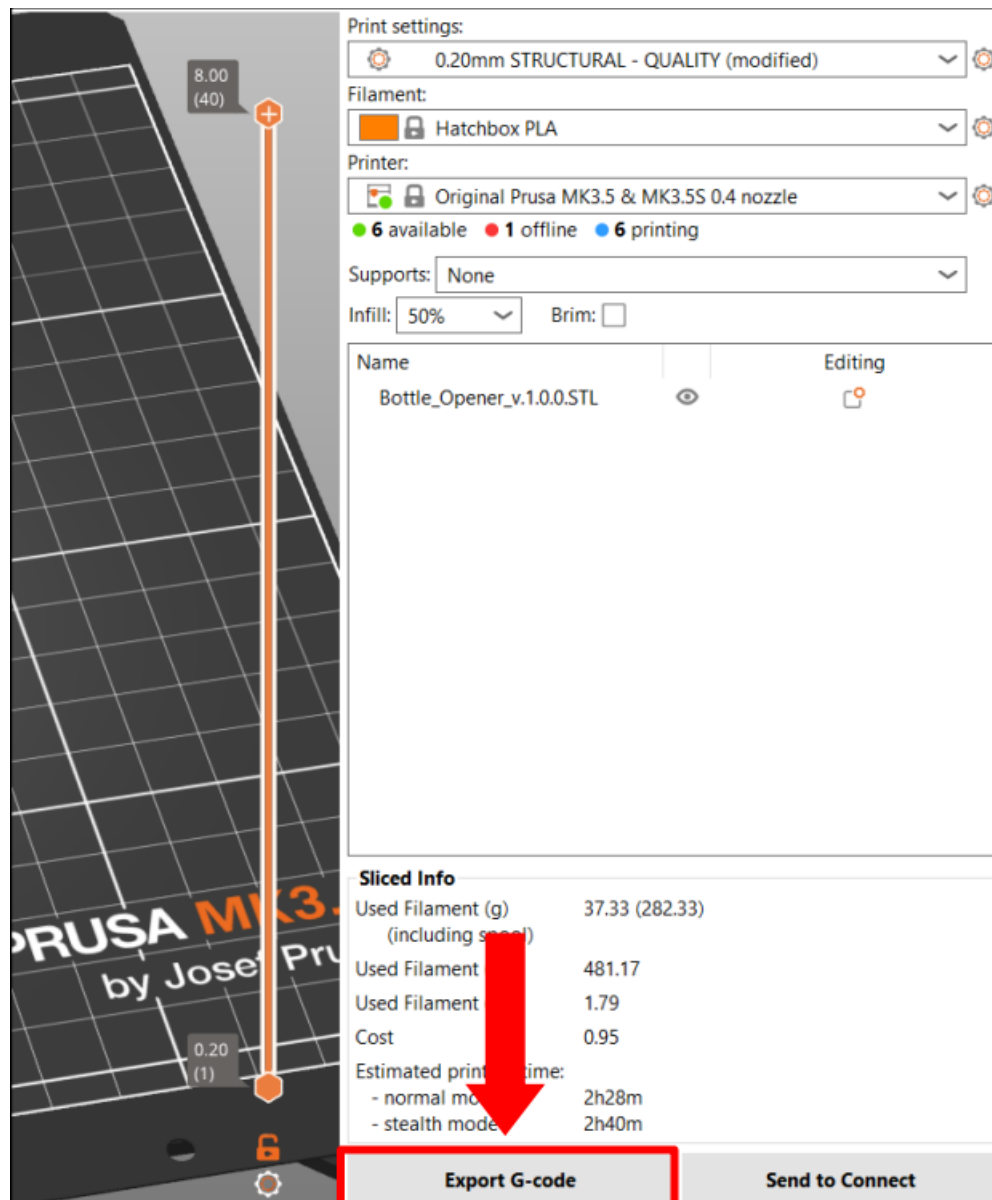 Print settings:
0.20mm STRUCTURAL - QUALITY (modified)
8.00
(40)
Filament:
Hatchbox PLA
Printer:
Original Prusa MK3.5 & MK3.5S 0.4 nozzle
6 available 1 offline 6 printing
Supports: None
Infill: 50% Brim:
Name Editing
Bottle_Opener_v.1.0.0.STL
Sliced Info
Used Filament (g) 37.33 (282.33)
(including
Used Filament 481.17
Used Filament 1.79
Cost 0.95
Estimated time:
- normal 2h28m
- stealth mode 2h40m
PRUSA MK3.
by Josef
0.20
(1)
Export G-code Send to Connect